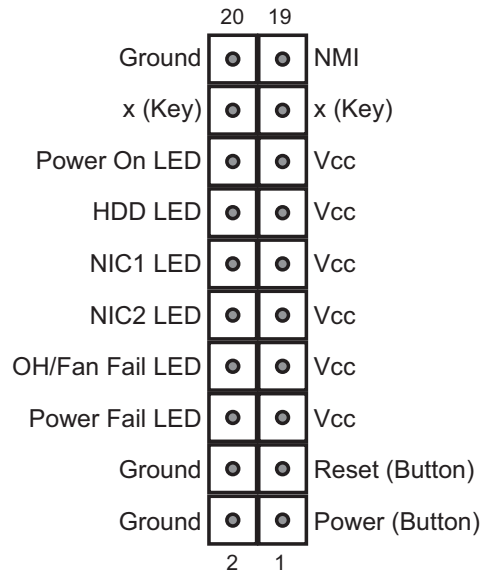 20 19
Ground NMI
x (Key) x (Key)
Power On LED Vcc
HDD LED Vcc
NIC1 LED Vcc
NIC2 LED Vcc
OH/Fan Fail LED Vcc
Power Fail LED Vcc
Ground Reset (Button)
Ground Power (Button)
2 1